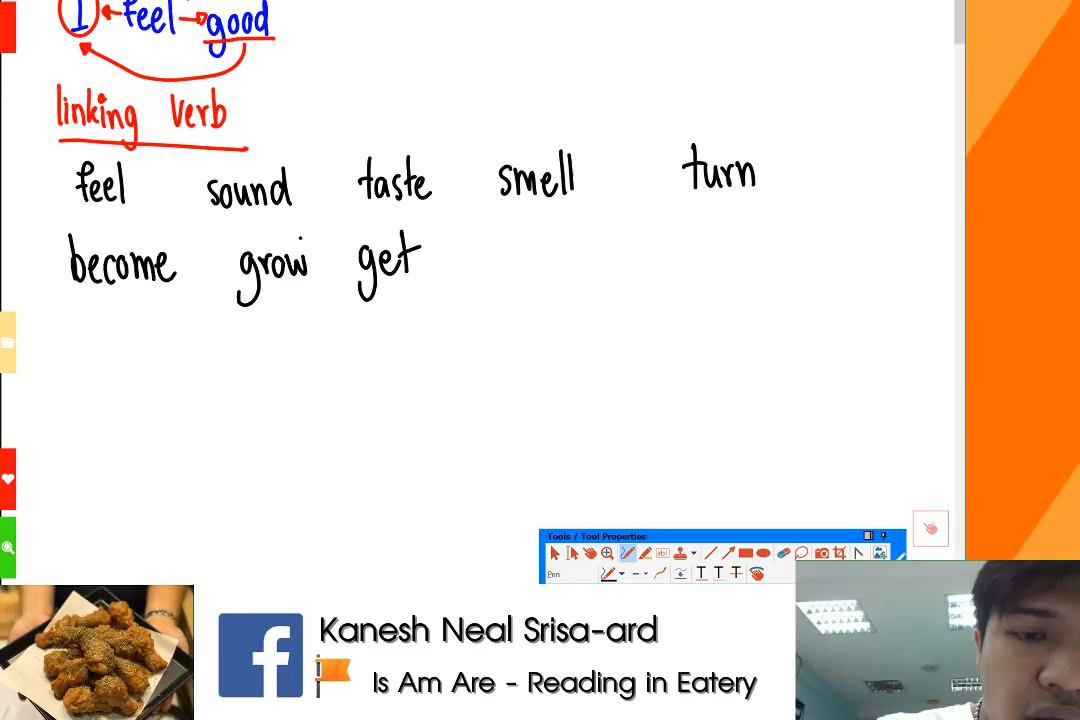 I feel good
linking verb
feel sound taste smell turn
become grow get
Tools / Tool Properties
ab|
Pen
T T T
f Kanesh Neal Srisa-ard
Is Am Are - Reading in Eatery